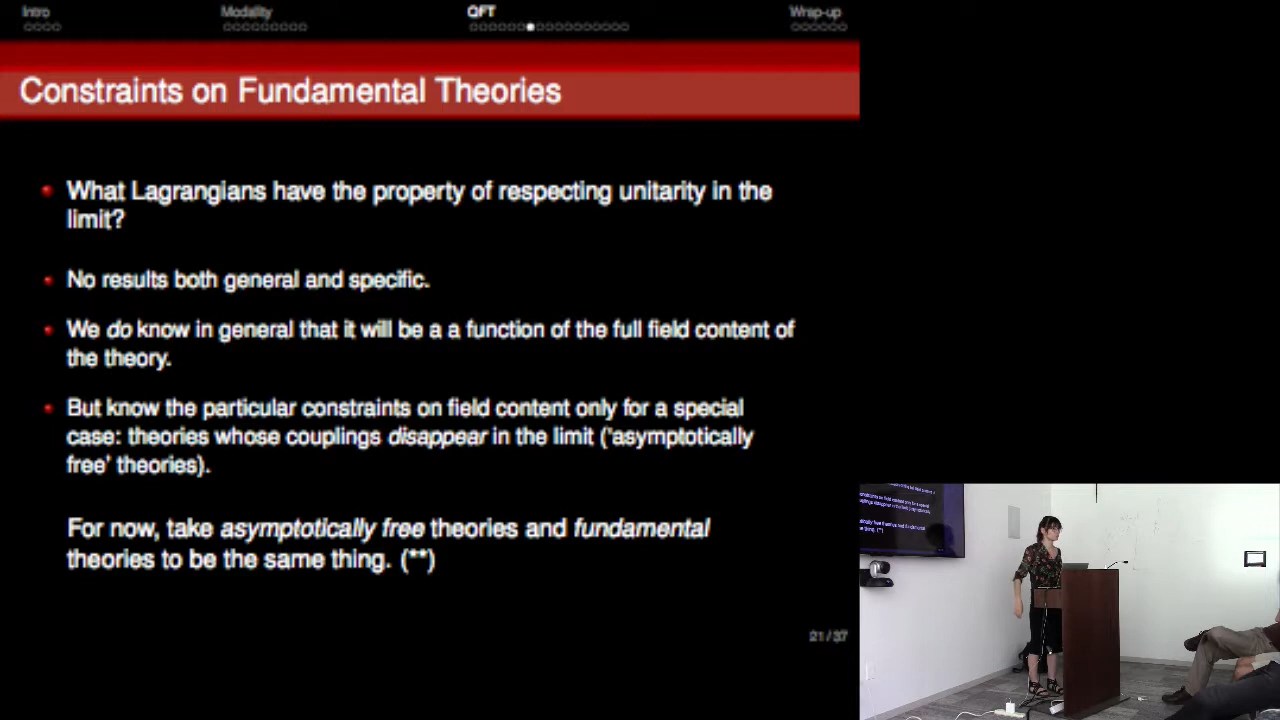 Intro
Modality
QFT
Wrap-up
Constraints on Fundamental Theories
What Lagrangians have the property of respecting unitarity in the
limit?
No results both general and specific.
We do know in general that it will be a a function of the full field content of
the theory.
But know the particular constraints on field content only for a special
case: theories whose couplings disappear in the limit ('asymptotically
free' theories).
For now, take asymptotically free theories and fundamental
theories to be the same thing. (**)
21/37